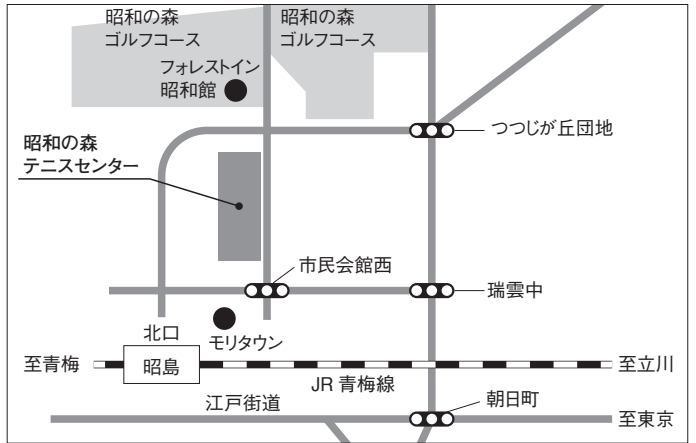 昭和の森
ゴルフコース
昭和の森
ゴルフコース
フォレストイン
昭和館
つつじが丘団地
昭和の森
テニスセンター
市民会館西
瑞雲中
北口
モリタウン
至青梅
昭島
JR 青梅線
至立川
江戸街道
朝日町
至東京